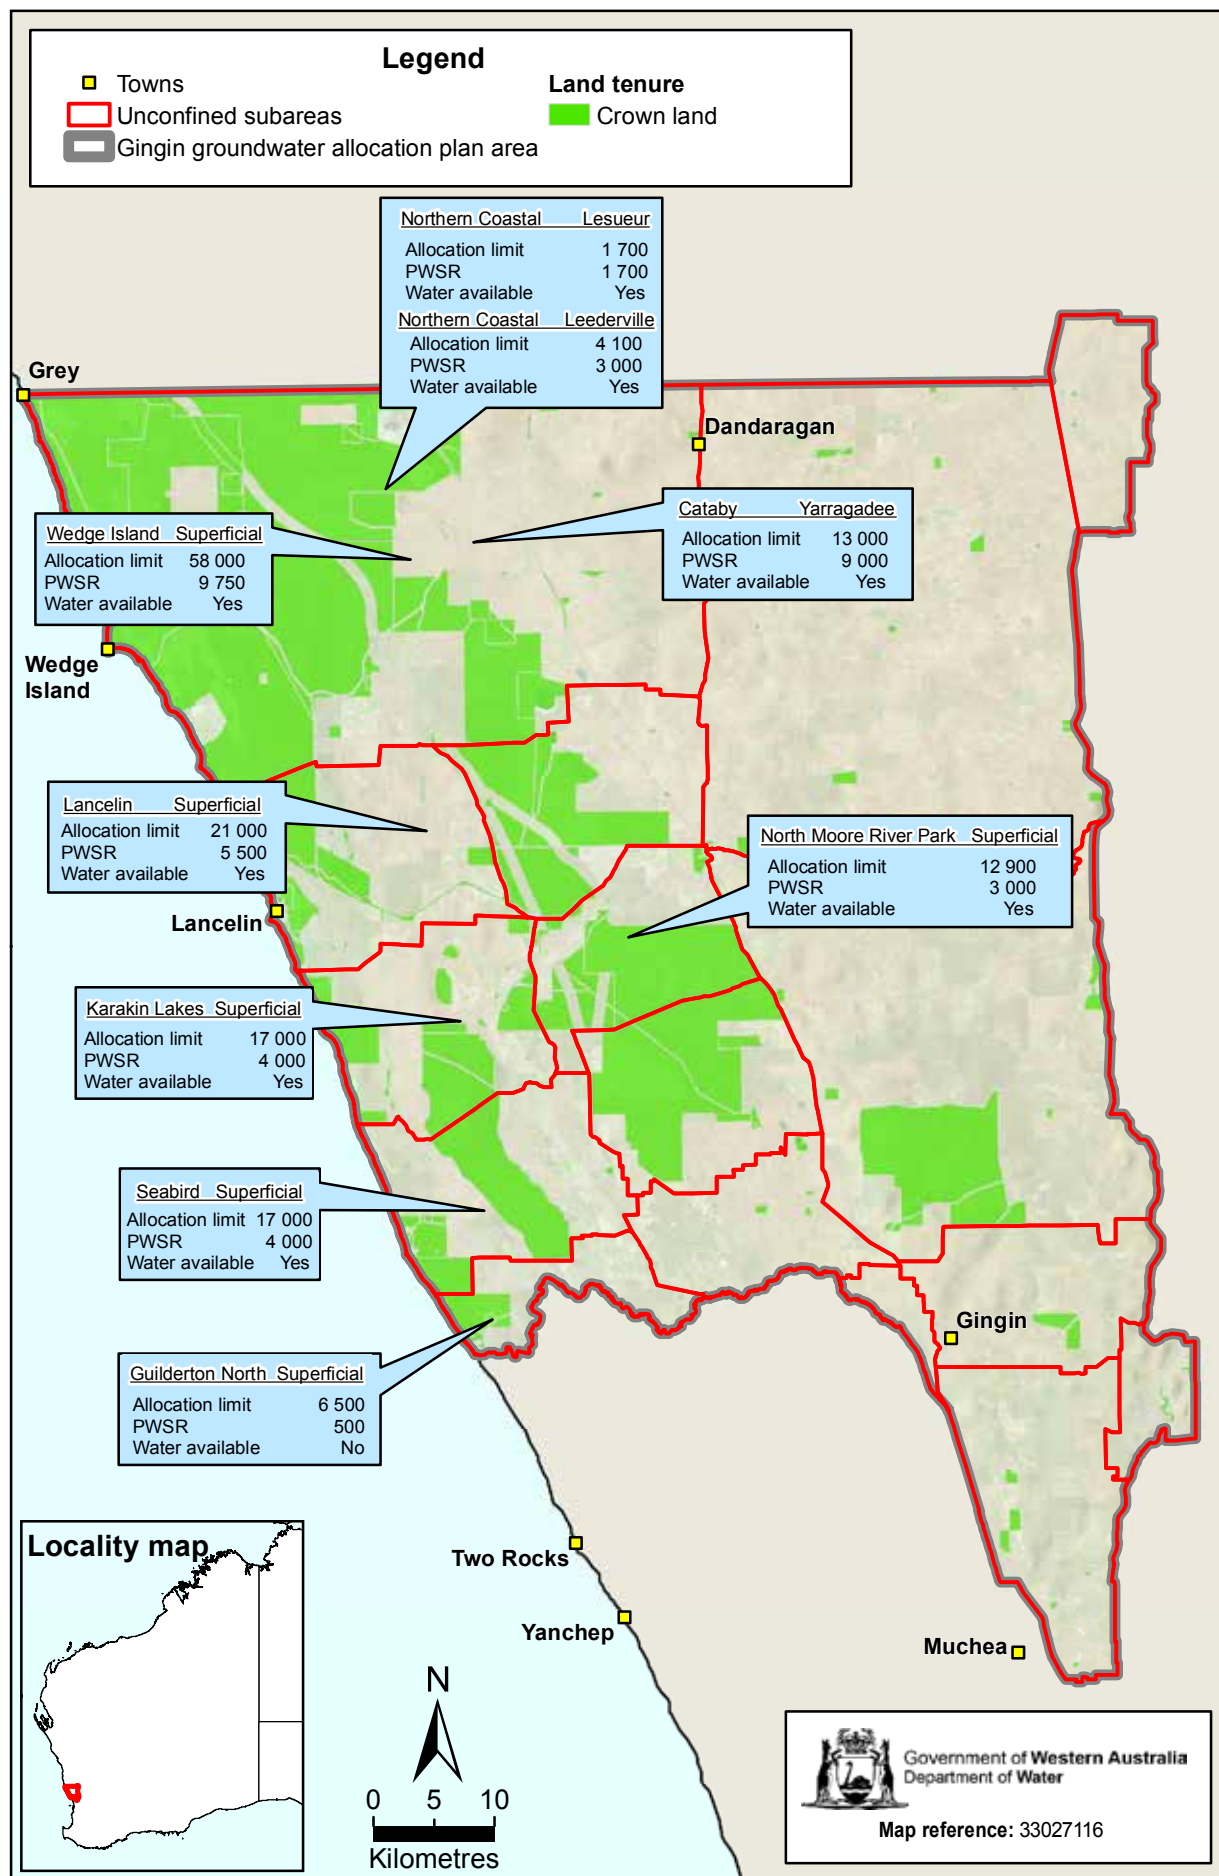 Legend
Towns
Unconfined subareas
Gingin groundwater allocation plan area
Land tenure
Crown land
Northern Coastal Lesueur
Allocation limit 1 700
PWSR 1 700
Water available Yes
Northern Coastal Leederville
Allocation limit 4 100
PWSR 3 000
Water available Yes
Grey
Dandaragan
Cataby Yarragadee
Allocation limit 13 000
PWSR 9 000
Water available Yes
Wedge Island Superficial
Allocation limit 58 000
PWSR 9 750
Water available Yes
Wedge
Island
Lancelin Superficial
Allocation limit 21 000
PWSR 5 500
Water available Yes
North Moore River Park Superficial
Allocation limit 12 900
PWSR 3 000
Water available Yes
Lancelin
Karakin Lakes Superficial
Allocation limit 17 000
PWSR 4 000
Water available Yes
Seabird Superficial
Allocation limit 17 000
PWSR 4 000
Water available Yes
Gingin
Guilderton North Superficial
Allocation limit 6 500
PWSR 500
Water available No
Two Rocks
Yanchep
Muchea
Locality map
N
0 5 10
Kilometres
Government of Western Australia
Department of Water
Map reference: 33027116